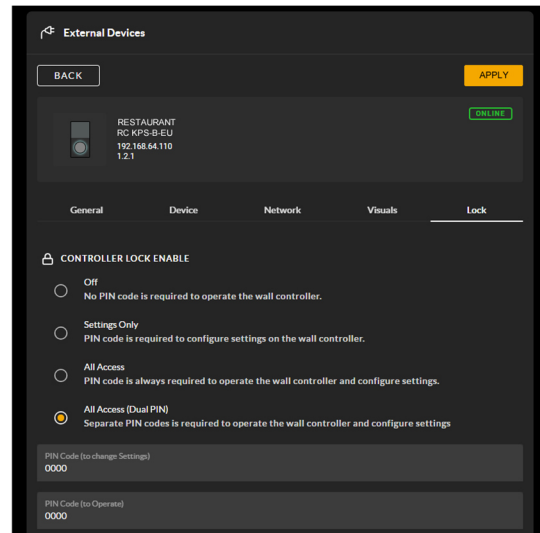 External Devices
BACK
APPLY
RESTAURANT
RC KPS-B-EU
192.168.64.110
1.2.1
ONLINE
General Device Network Visuals Lock
CONTROLLER LOCK ENABLE
Off
No PIN code is required to operate the wall controller.
Settings Only
PIN code is required to configure settings on the wall controller.
All Access
PIN code is always required to operate the wall controller and configure settings.
All Access (Dual PIN)
Separate PIN codes is required to operate the wall controller and configure settings
PIN Code (to change Settings)
0000
PIN Code (to Operate)
0000